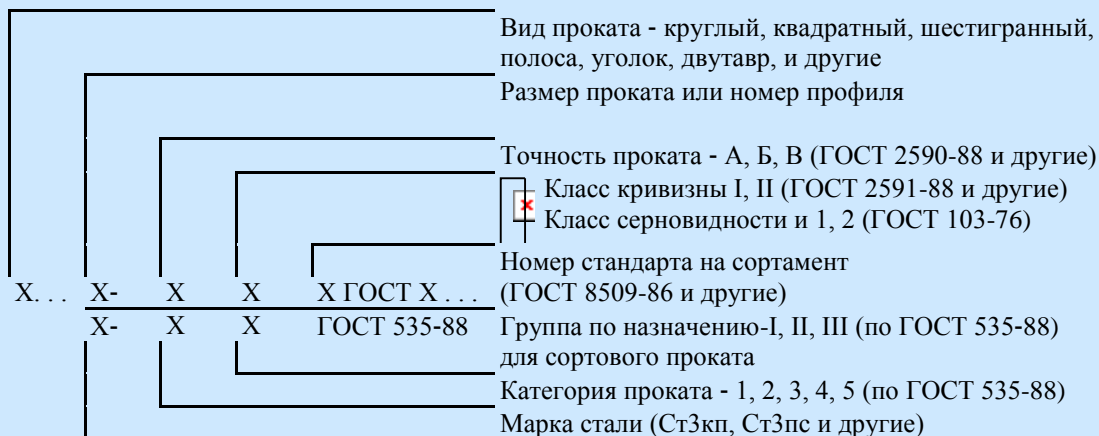 Вид проката - круглый, квадратный, шестигранный,
полоса, уголок, двутавр, и другие
Размер проката или номер профиля
Точность проката - А, Б, В (ГОСТ 2590-88 и другие)
Класс кривизны I, II (ГОСТ 2591-88 и другие)
Класс серновидности и 1, 2 (ГОСТ 103-76)
Номер стандарта на сортамент
Х. . . Х- Х Х Х ГОСТ Х . . . (ГОСТ 8509-86 и другие)
Х- Х Х ГОСТ 535-88 Группа по назначению-I, II, III (по ГОСТ 535-88)
для сортового проката
Категория проката - 1, 2, 3, 4, 5 (по ГОСТ 535-88)
Марка стали (Ст3кп, Ст3пс и другие)